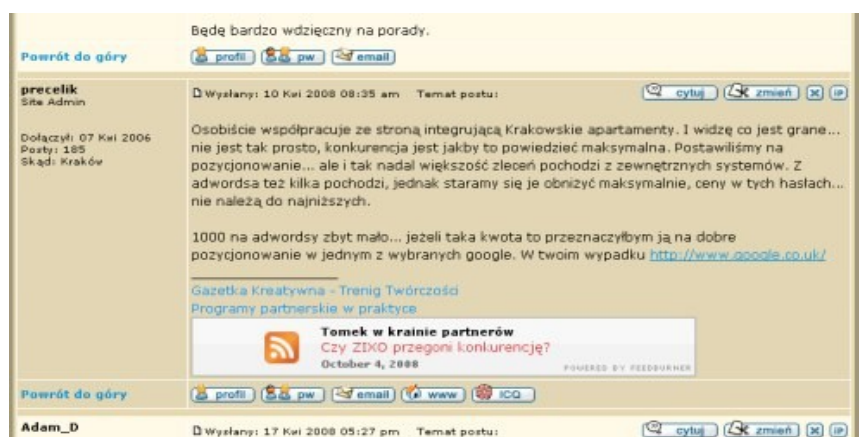 Będę bardzo wdzięczny na porady.
Powrót do góry
profil pw email
precelik
Site Admin
Wysłany: 10 Kwi 2008 08:35 am Temat postu:
cytuj zmień X IP
Dołączył: 07 Kwi 2006
Posty: 185
Skąd: Kraków
Osobiście współpracuje ze stroną integrującą Krakowskie apartamenty. I widzę co jest grane...
nie jest tak prosto, konkurencja jest jakby to powiedzieć maksymalna. Postawiliśmy na
pozycjonowanie... ale i tak nadal większość zleceń pochodzi z zewnętrznych systemów. Z
adwordsa też kilka pochodzi, jednak staramy się je obniżyć maksymalnie, ceny w tych hasłach...
nie należą do najniższych.
1000 na adwordsy zbyt mało... jeżeli taka kwota to przeznaczyłbym ją na dobre
pozycjonowanie w jednym z wybranych google. W twoim wypadku http://www.google.co.uk/
Gazetka Kreatywna - Trenig Twórczości
Programy partnerskie w praktyce
Tomek w krainie partnerów
Czy ZIXO przegoni konkurencję?
October 4, 2008
POWERED BY FEEDBURNER
Powrót do góry
profil pw email www ICQ
Adam_D
Wysłany: 17 Kwi 2008 05:27 pm Temat postu:
cytuj zmień X IP